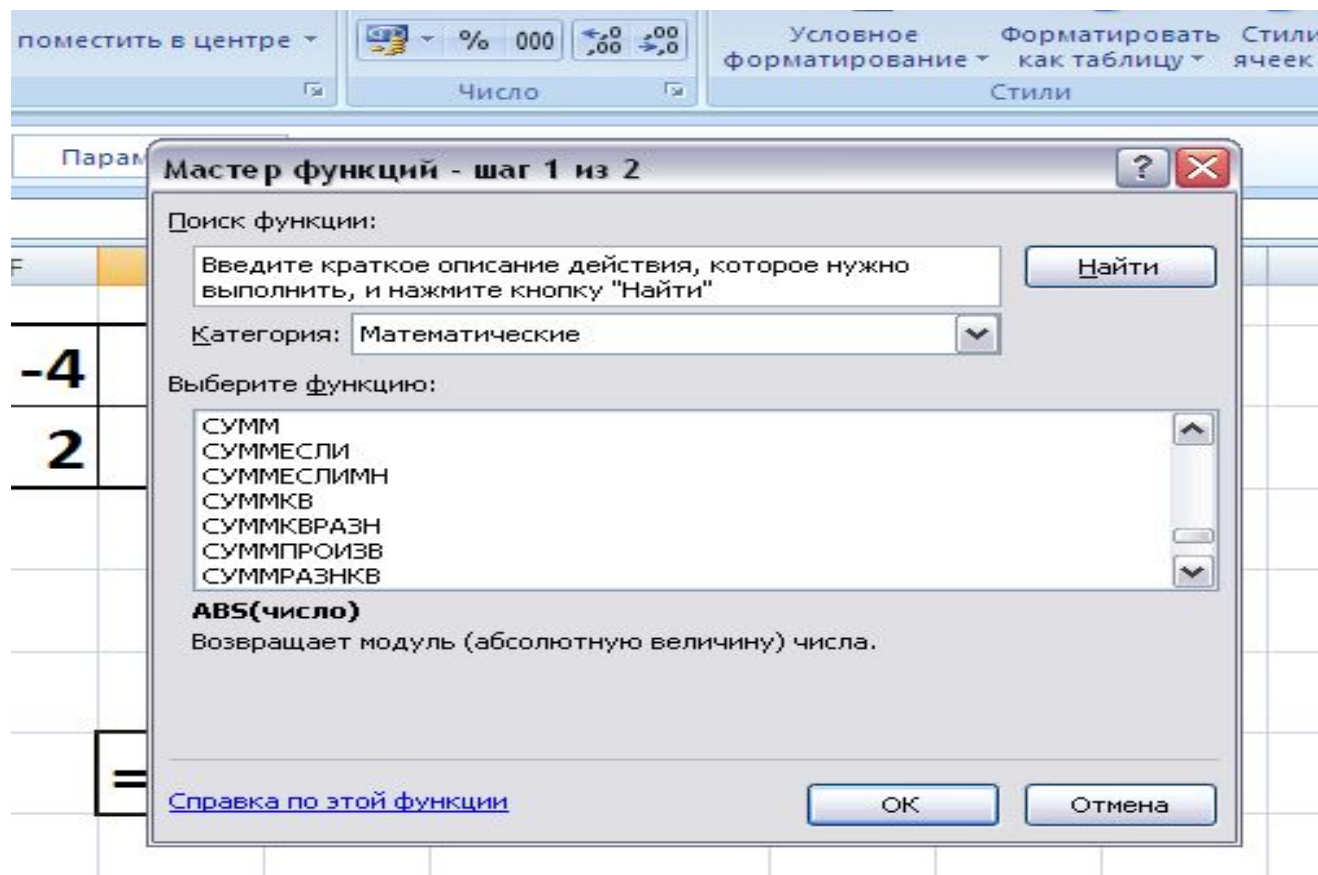 поместить в центре
% 000 ,00 ,00
Условное форматирование
Форматировать как таблицу
Стили ячеек
Число
Стили
Парам
Мастер функций - шаг 1 из 2
Поиск функции:
Введите краткое описание действия, которое нужно
выполнить, и нажмите кнопку "Найти"
Найти
Категория: Математические
Выберите функцию:
СУММ
СУММЕСЛИ
СУММЕСЛИМН
СУММКВ
СУММКВРАЗН
СУММПРОИЗВ
СУММРАЗНКВ
ABS(число)
Возвращает модуль (абсолютную величину) числа.
Справка по этой функции
ОК
Отмена
F
-4
2
=